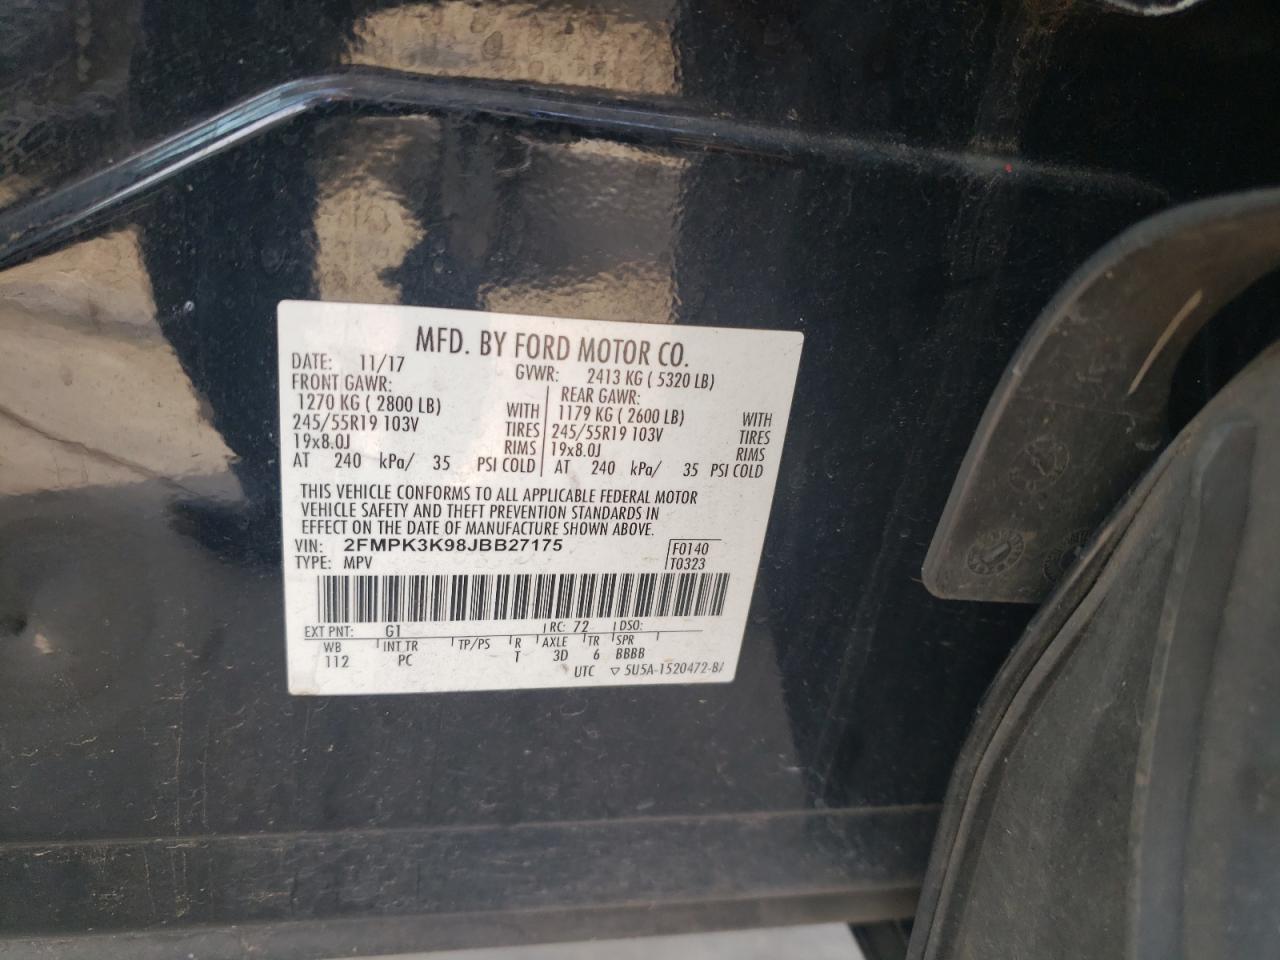 MFD. BY FORD MOTOR CO.
DATE: 11/17 GVWR: 2413 KG ( 5320 LB)
FRONT GAWR: REAR GAWR:
1270 KG ( 2800 LB) WITH 1179 KG ( 2600 LB) WITH
245/55R19 103V TIRES 245/55R19 103V TIRES
19x8.0J RIMS 19x8.0J RIMS
AT 240 kPa/ 35 PSI COLD AT 240 kPa/ 35 PSI COLD
THIS VEHICLE CONFORMS TO ALL APPLICABLE FEDERAL MOTOR
VEHICLE SAFETY AND THEFT PREVENTION STANDARDS IN
EFFECT ON THE DATE OF MANUFACTURE SHOWN ABOVE.
VIN: 2FMPK3K98JBB27175 F0140
TYPE: MPV T0323
EXT PNT: G1 RC: 72 DSO:
WB INT TR TP/PS R AXLE TR SPR
112 PC T 3D 6 BBBB
UTC ▽ 5U5A-1520472-B